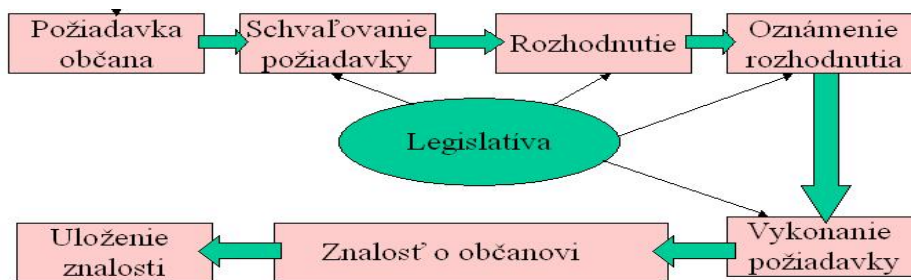 Požiadavka
občana
Schvaľovanie
požiadavky
Rozhodnutie
Oznámenie
rozhodnutia
Legislatíva
Vykonanie
požiadavky
Znalosť o občanovi
Uloženie
znalosti